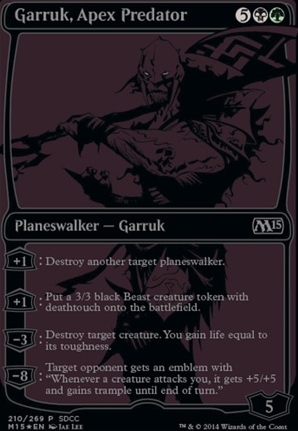 Garruk, Apex Predator 5
Planeswalker — Garruk M15
+1 : Destroy another target planeswalker.
+1 : Put a 3/3 black Beast creature token with
deathtouch onto the battlefield.
-3 : Destroy target creature. You gain life equal to
its toughness.
-8 : Target opponent gets an emblem with
"Whenever a creature attacks you, it gets +5/+5
and gains trample until end of turn."
5
210/269 P SDCC
M15★EN Jae Lee
™ & © 2014 Wizards of the Coast